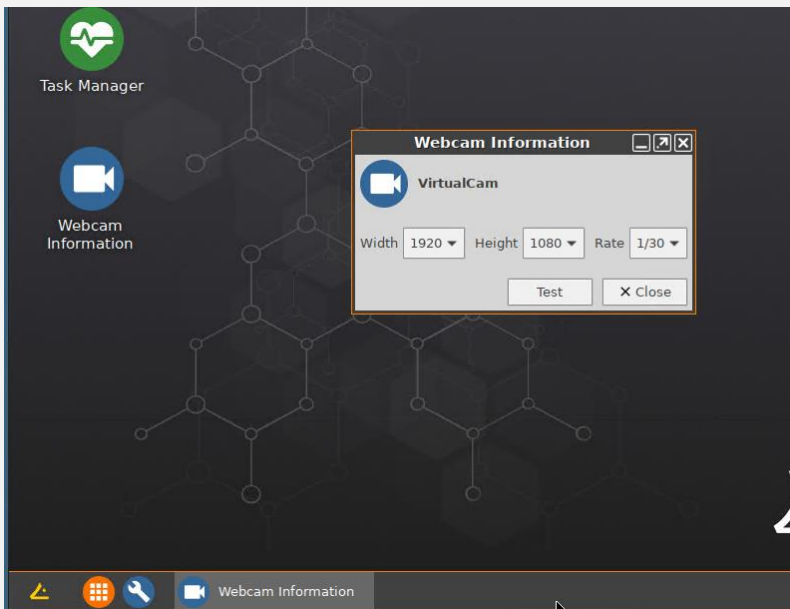 Task Manager
Webcam
Information
Webcam Information
VirtualCam
Width 1920 Height 1080 Rate 1/30
Test Close
Webcam Information